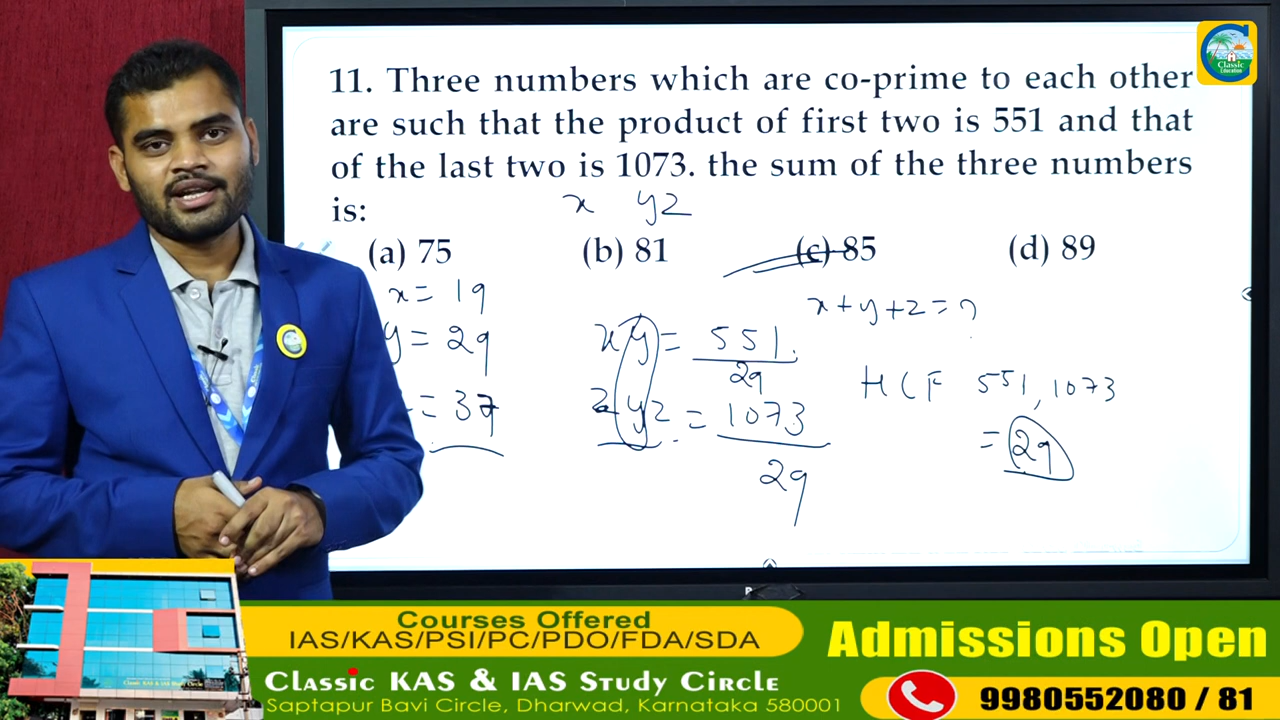 Classic
Education
11. Three numbers which are co-prime to each other
are such that the product of first two is 551 and that
of the last two is 1073. the sum of the three numbers
is:
x yz
(a) 75 (b) 81 (c) 85 (d) 89
x = 19
x+y+z = ?
y = 29
xy = 551
29
HCF 551, 1073
= 37
yz = 1073
= 29
29
Courses Offered
IAS/KAS/PSI/PC/PDO/FDA/SDA
Classic KAS & IAS Study Circle
Saptapur Bavi Circle, Dharwad, Karnataka 580001
Admissions Open
9980552080 / 81